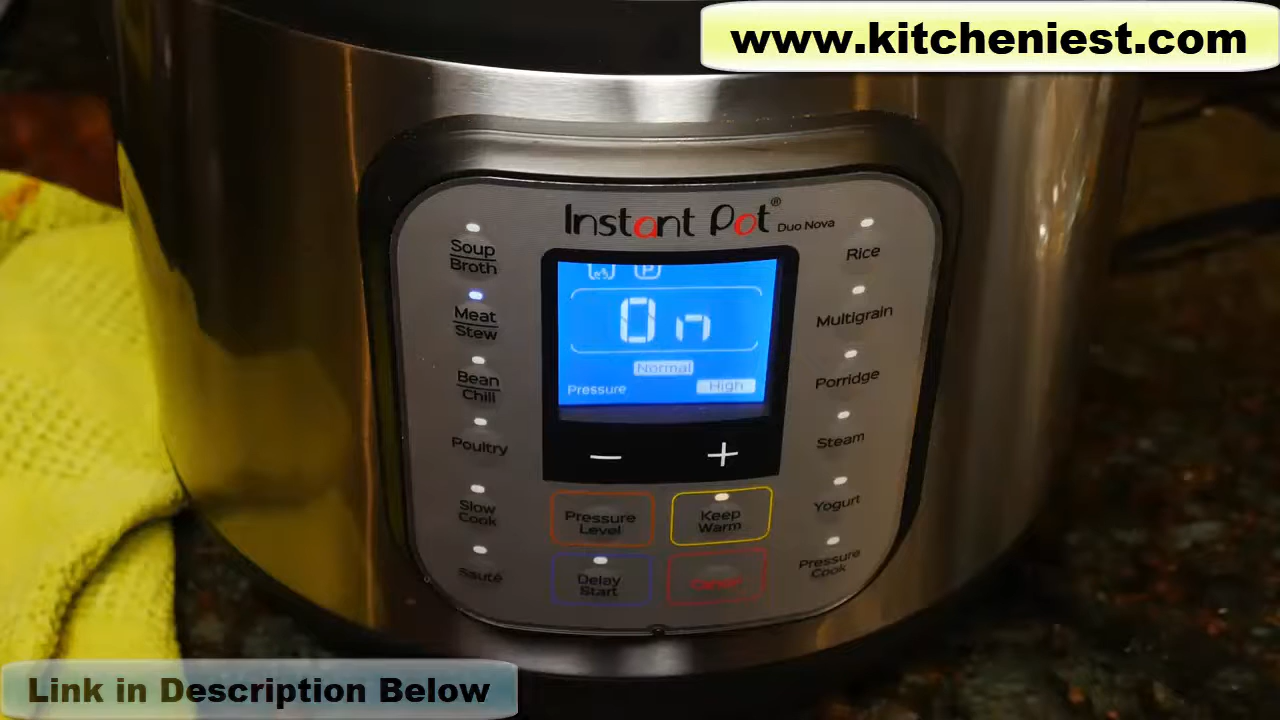 www.kitcheniest.com
Instant Pot® Duo Nova
Soup
Broth
Meat
Stew
Bean
Chili
Poultry
Slow
Cook
Sauté
P
On
Normal
Pressure High
− +
Pressure
Level
Keep
Warm
Delay
Start
Cancel
Rice
Multigrain
Porridge
Steam
Yogurt
Pressure
Cook
Link in Description Below